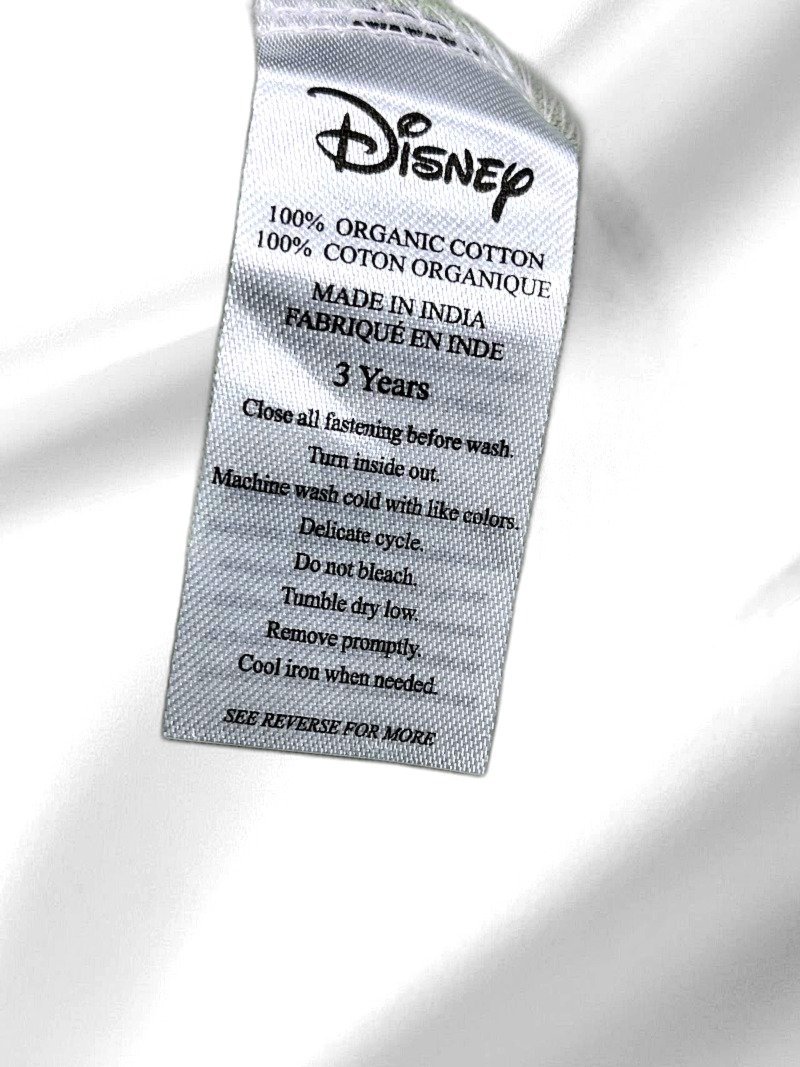 Disney
100% ORGANIC COTTON
100% COTON ORGANIQUE
MADE IN INDIA
FABRIQUÉ EN INDE
3 Years
Close all fastening before wash.
Turn inside out.
Machine wash cold with like colors.
Delicate cycle.
Do not bleach.
Tumble dry low.
Remove promptly.
Cool iron when needed.
SEE REVERSE FOR MORE